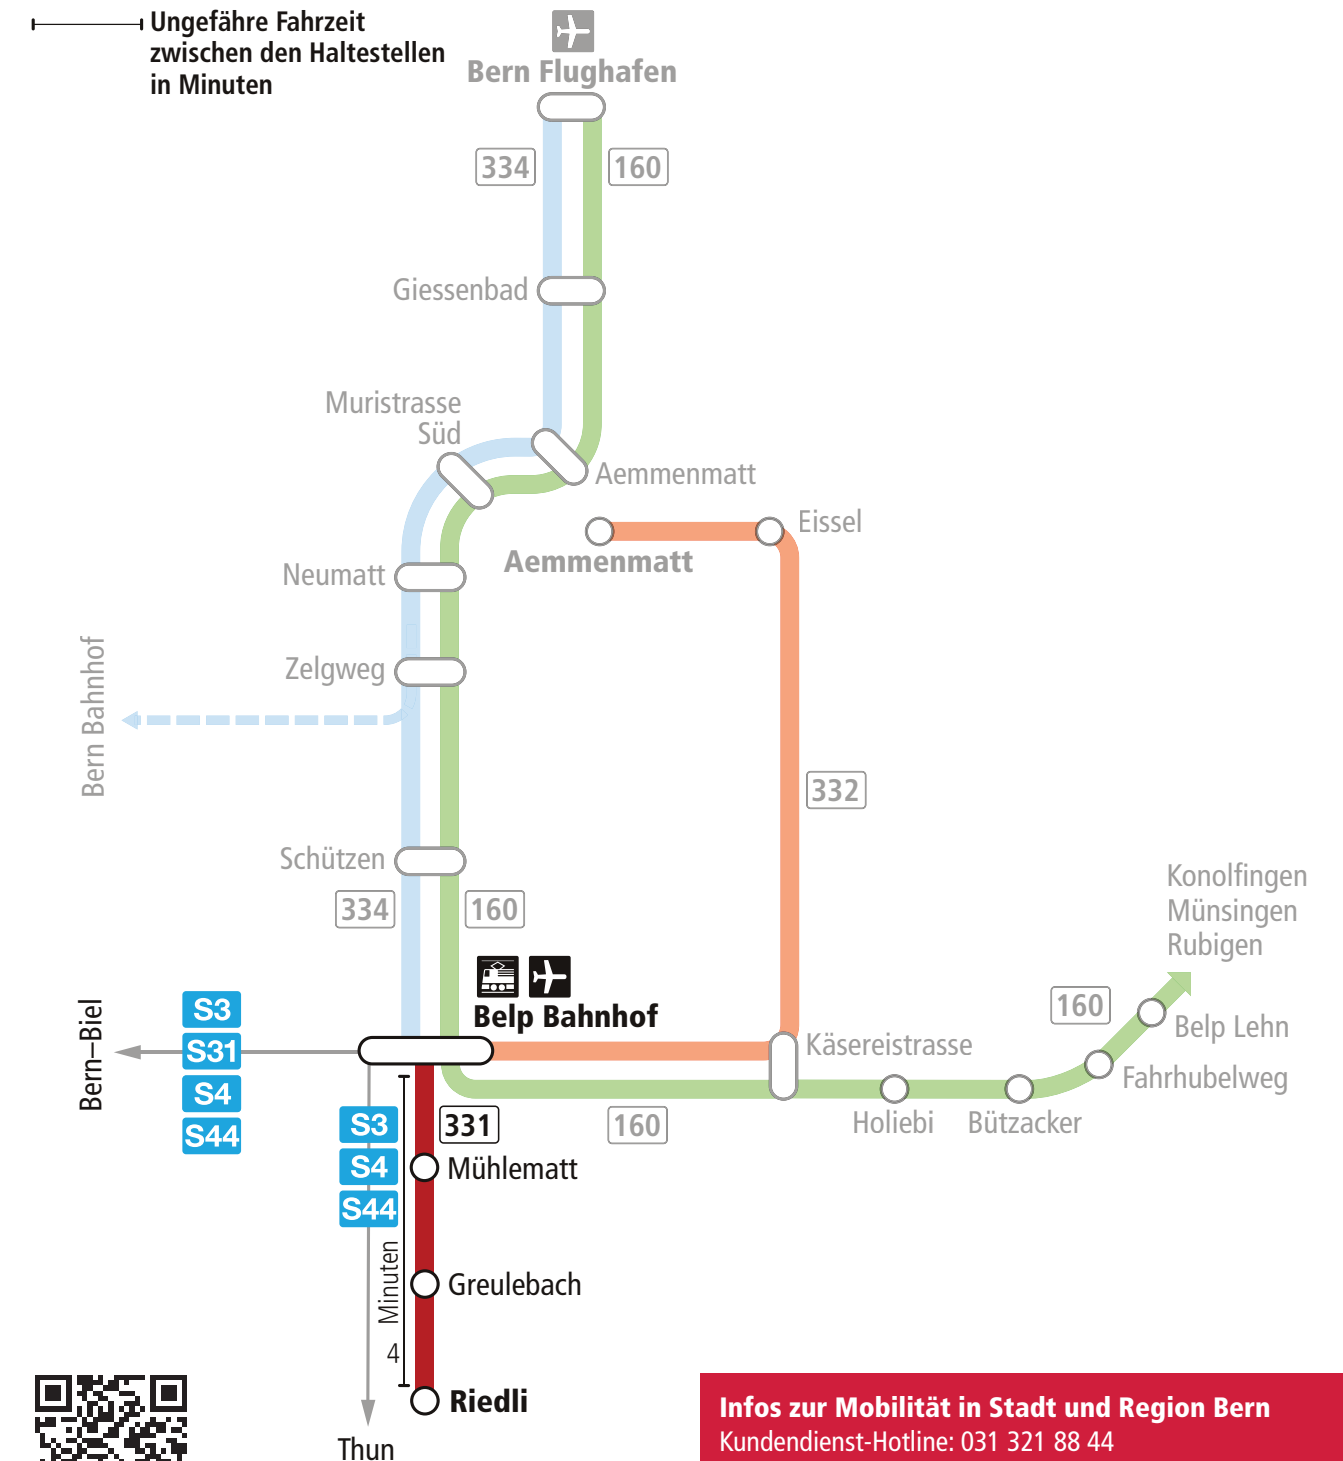 Ungefähre Fahrzeit
zwischen den Haltestellen
in Minuten
Bern Flughafen
334
160
Giessenbad
Muristrasse
Süd
Aemmenmatt
Eissel
Aemmenmatt
Neumatt
Zelgweg
Bern Bahnhof
332
Schützen
334
160
Konolfingen
Münsingen
Rubigen
160
Belp Lehn
Fahrhubelweg
Belp Bahnhof
Käsereistrasse
Holiebi
Bützacker
160
Bern–Biel
S3
S31
S4
S44
S3
S4
S44
331
Mühlematt
Greulebach
4 Minuten
Riedli
Thun
Infos zur Mobilität in Stadt und Region Bern
Kundendienst-Hotline: 031 321 88 44